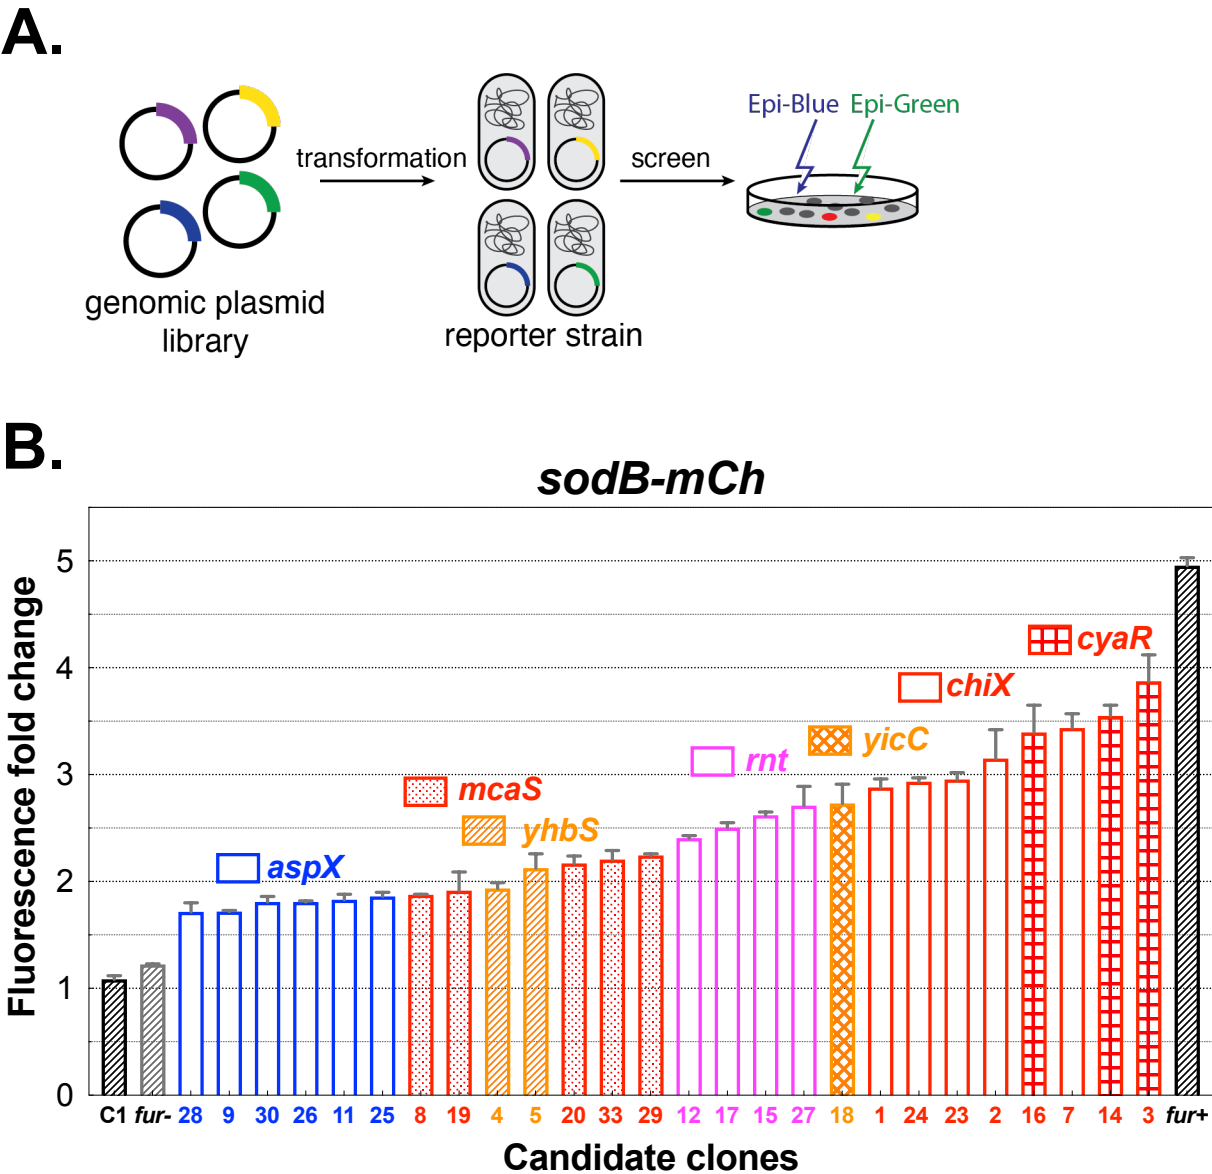 A.
Epi-Blue Epi-Green
transformation
screen
genomic plasmid
library
reporter strain
B.
sodB-mCh
Fluorescence fold change
5
4
3
2
1
0
cyaR
chiX
yicC
rnt
mcaS
yhbS
aspX
C1 fur- 28 9 30 26 11 25 8 19 4 5 20 33 29 12 17 15 27 18 1 24 23 2 16 7 14 3 fur+
Candidate clones